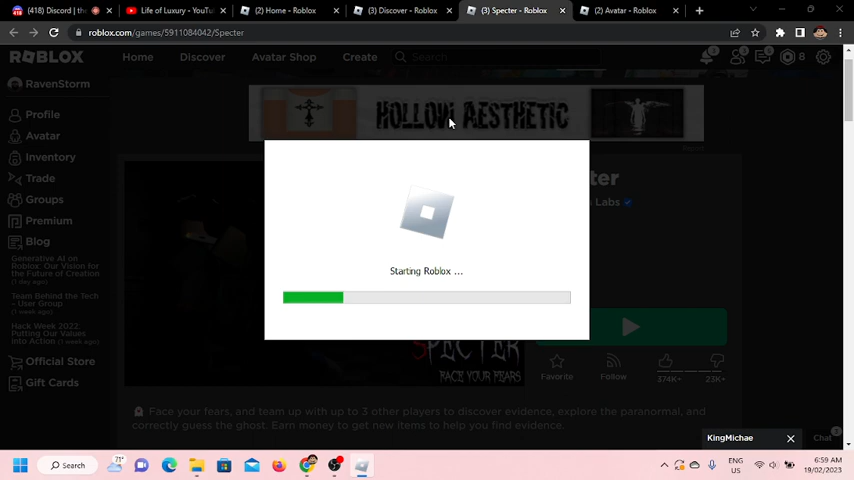 (418) Discord | the
Life of Luxury - YouTu
(2) Home - Roblox
(3) Discover - Roblox
(3) Specter - Roblox
(2) Avatar - Roblox
roblox.com/games/5911084042/Specter
ROBLOX
Home
Discover
Avatar Shop
Create
Search
8
RavenStorm
Profile
Avatar
Inventory
Trade
Groups
Premium
Blog
Generative AI on
Roblox: Our Vision for
the Future of Creation
(1 day ago)
Team Behind the Tech
- User Group
(1 week ago)
Hack Week 2022:
Putting Our Values
into Action (1 week ago)
Official Store
Gift Cards
HOLLOW AESTHETIC
Report
Labs
Starting Roblox ...
SPECTER
FACE YOUR FEARS
Favorite
Follow
374K+
23K+
Face your fears, and team up with up to 3 other players to discover evidence, explore the paranormal, and
correctly guess the ghost. Earn money to get new items to help you find evidence.
KingMichae
Chat
Search
71°
ENG
US
6:59 AM
19/02/2023